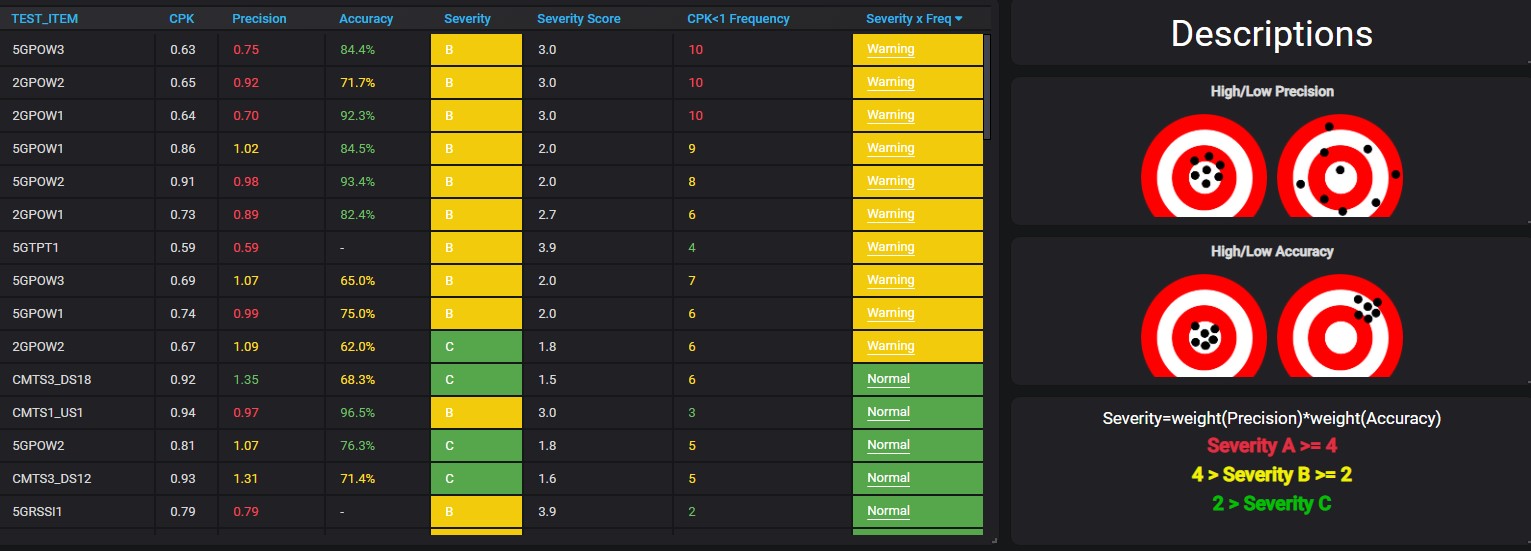 TEST_ITEM CPK Precision Accuracy Severity Severity Score CPK<1 Frequency Severity x Freq
5GPOW3 0.63 0.75 84.4% B 3.0 10 Warning
2GPOW2 0.65 0.92 71.7% B 3.0 10 Warning
2GPOW1 0.64 0.70 92.3% B 3.0 10 Warning
5GPOW1 0.86 1.02 84.5% B 2.0 9 Warning
5GPOW2 0.91 0.98 93.4% B 2.0 8 Warning
2GPOW1 0.73 0.89 82.4% B 2.7 6 Warning
5GTPT1 0.59 0.59 - B 3.9 4 Warning
5GPOW3 0.69 1.07 65.0% B 2.0 7 Warning
5GPOW1 0.74 0.99 75.0% B 2.0 6 Warning
2GPOW2 0.67 1.09 62.0% C 1.8 6 Warning
CMTS3_DS18 0.92 1.35 68.3% C 1.5 6 Normal
CMTS1_US1 0.94 0.97 96.5% B 3.0 3 Normal
5GPOW2 0.81 1.07 76.3% C 1.8 5 Normal
CMTS3_DS12 0.93 1.31 71.4% C 1.6 5 Normal
5GRSSI1 0.79 0.79 - B 3.9 2 Normal
Descriptions
High/Low Precision
High/Low Accuracy
Severity=weight(Precision)*weight(Accuracy)
Severity A >= 4
4 > Severity B >= 2
2 > Severity C